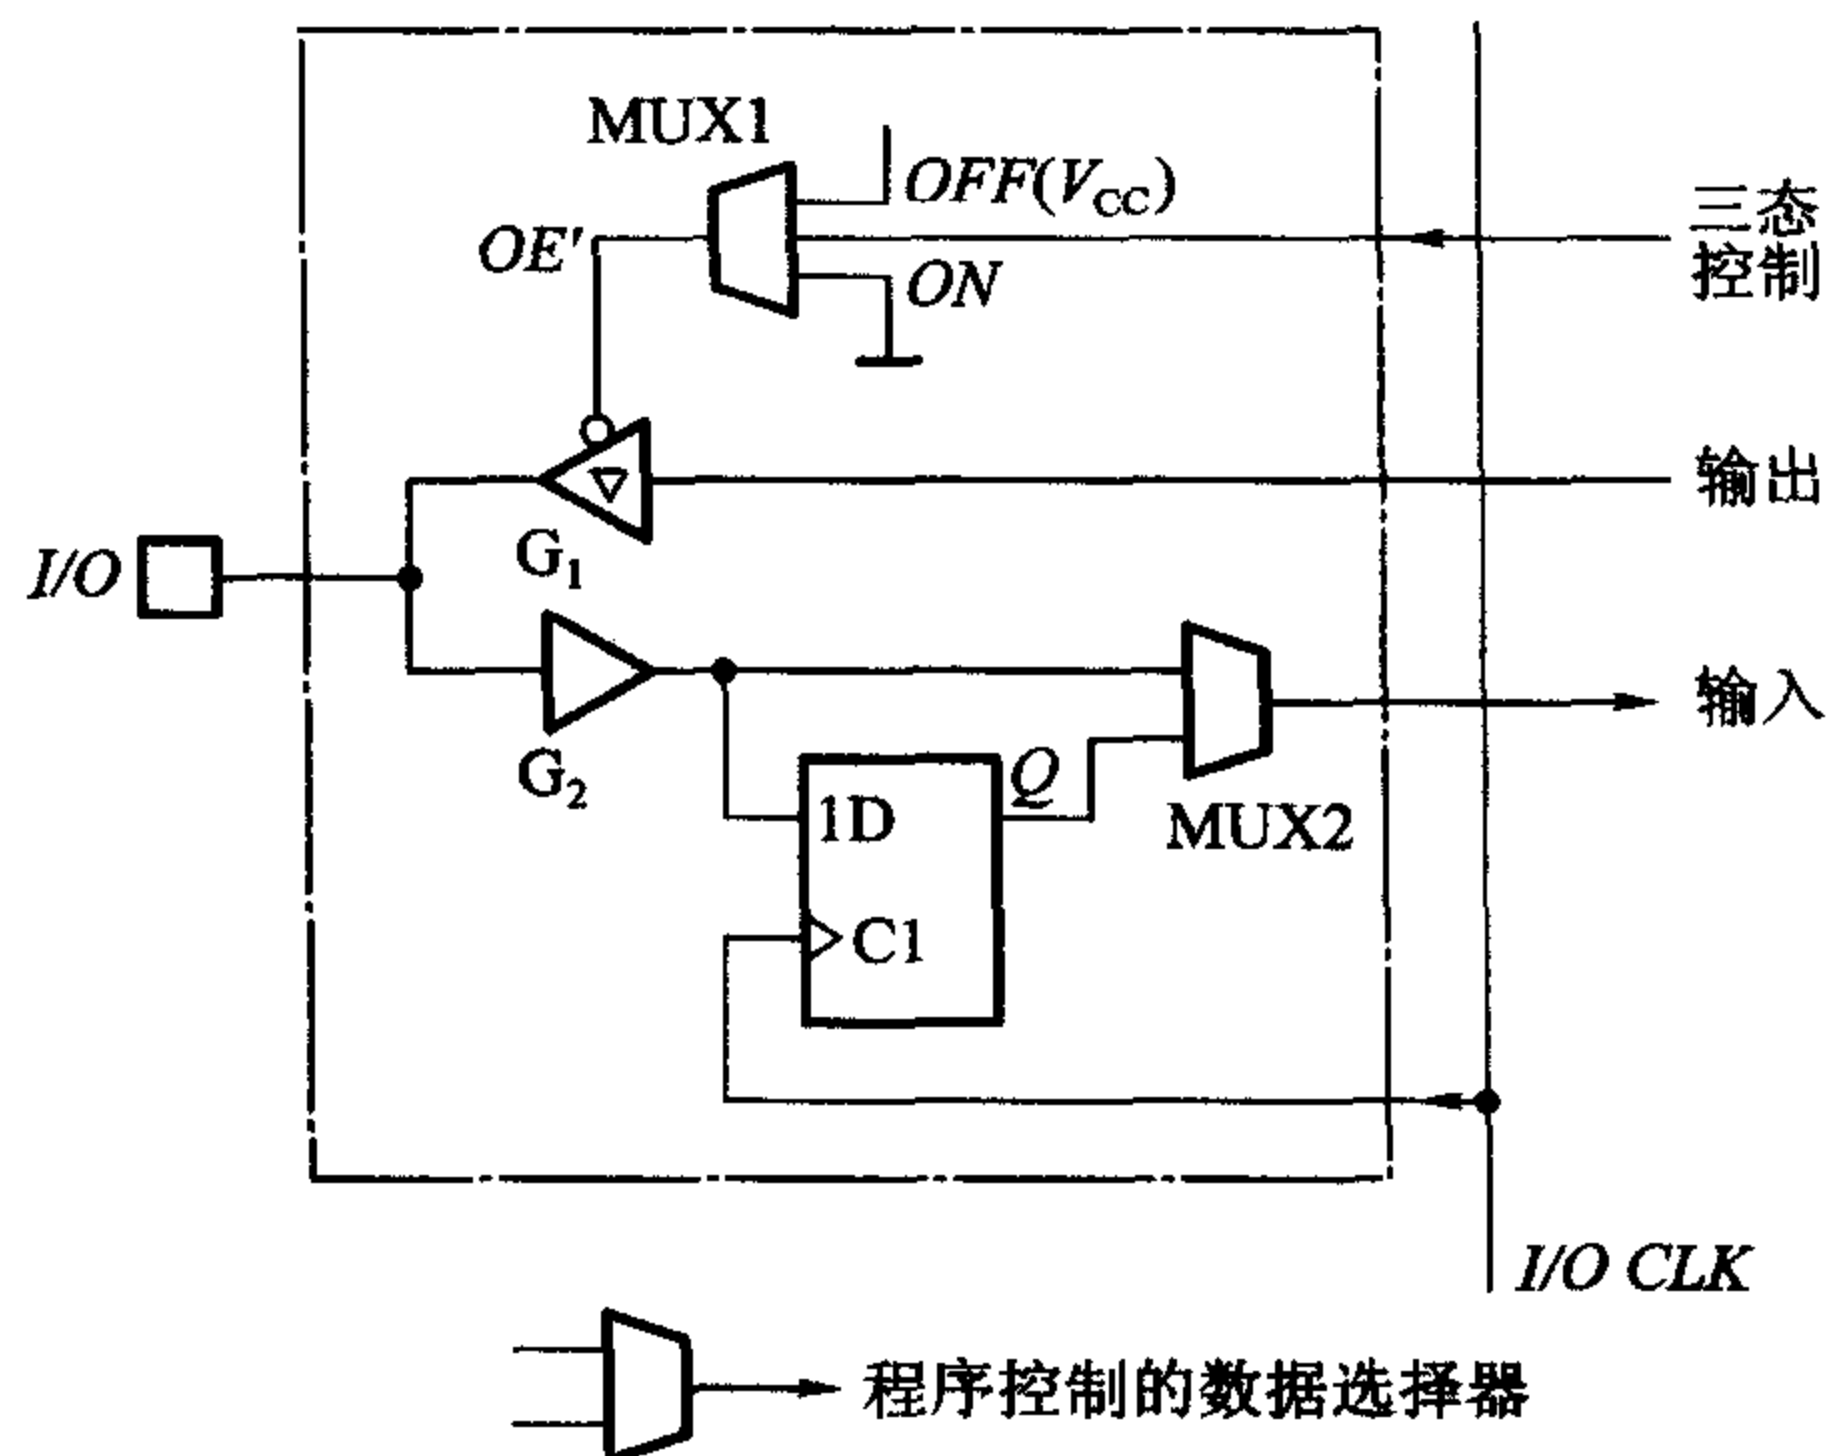 MUX1
OFF(V_CC)
三态
控制
OE'
ON
输出
G₁
I/O
输入
G₂
1D
Q
MUX2
C1
I/O CLK
程序控制的数据选择器